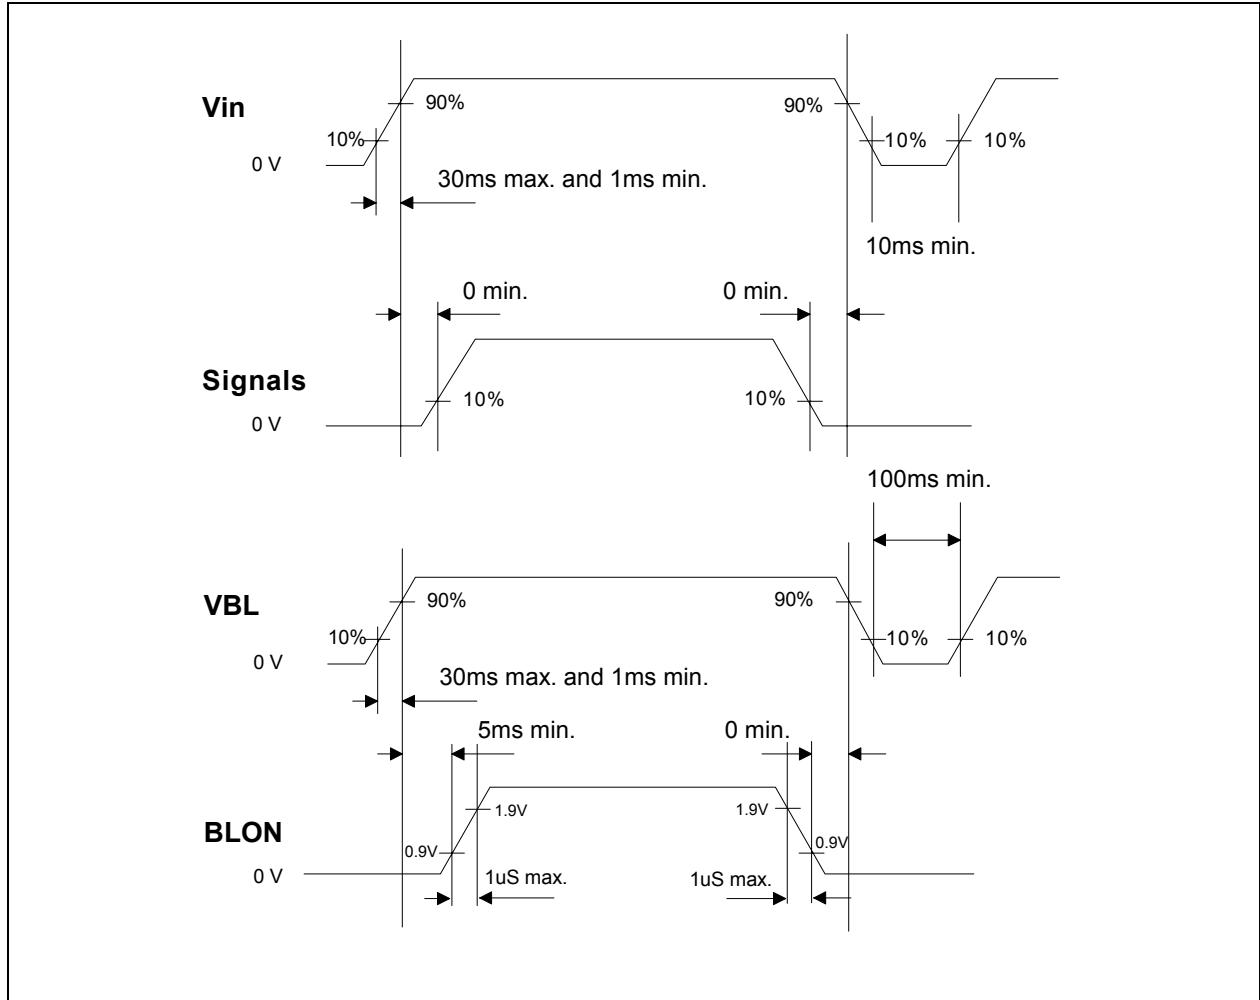 Vin
90%
90%
10%
10%
10%
0 V
30ms max. and 1ms min.
10ms min.
0 min.
0 min.
Signals
10%
10%
0 V
100ms min.
VBL
90%
90%
10%
10%
10%
0 V
30ms max. and 1ms min.
5ms min.
0 min.
BLON
1.9V
1.9V
0.9V
0.9V
0 V
1uS max.
1uS max.